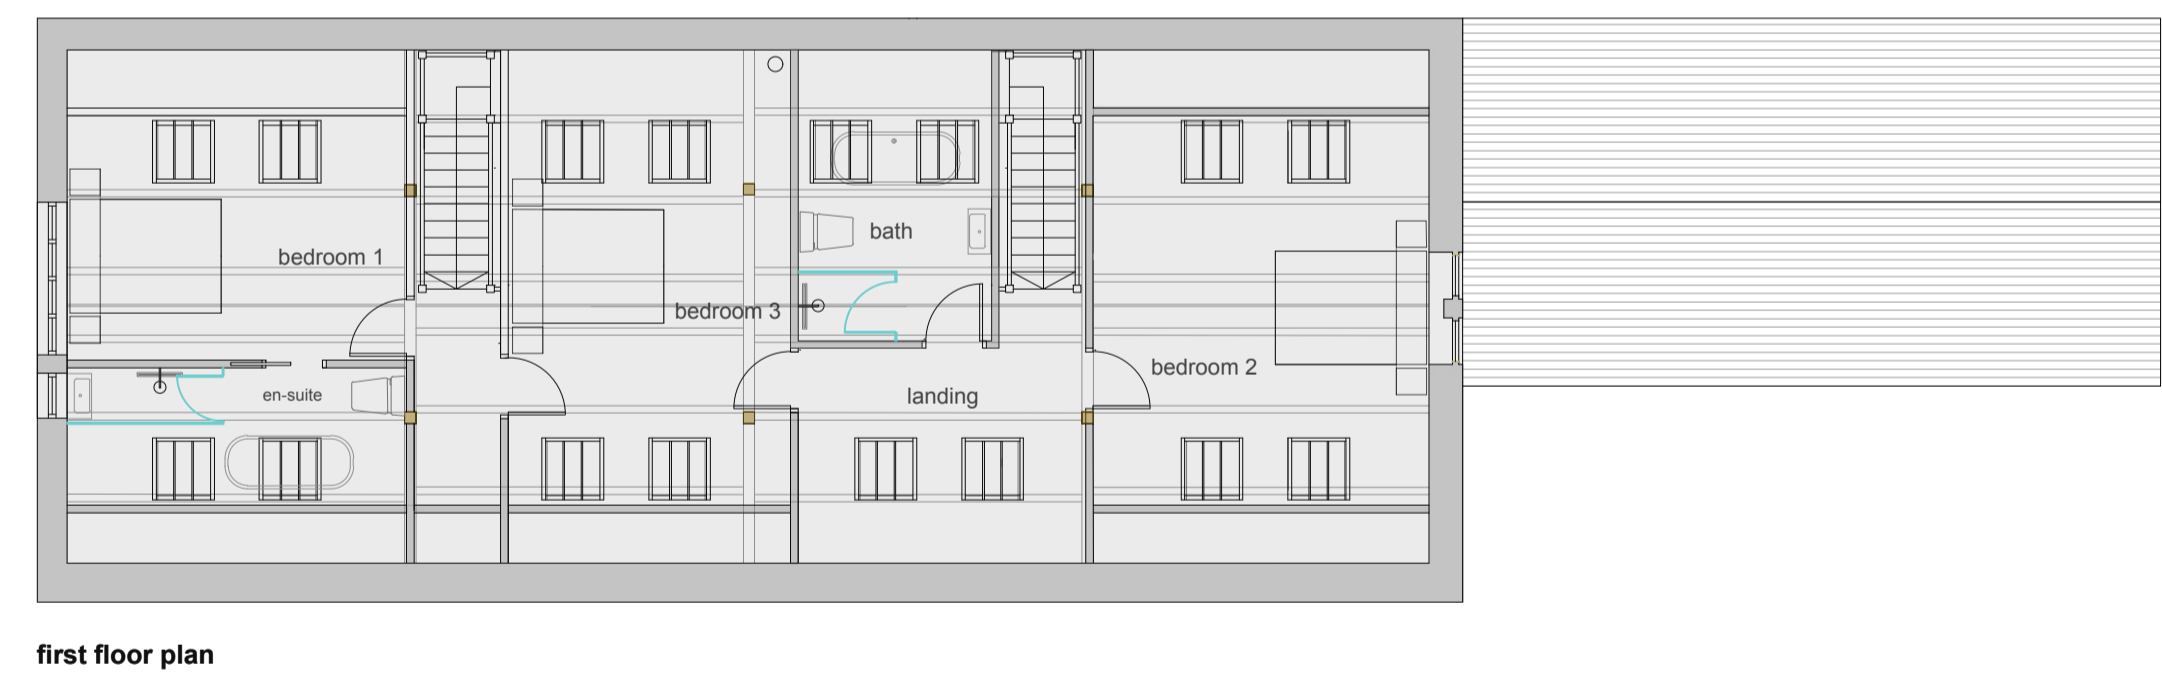 bedroom 1
bath
bedroom 3
bedroom 2
en-suite
landing
first floor plan